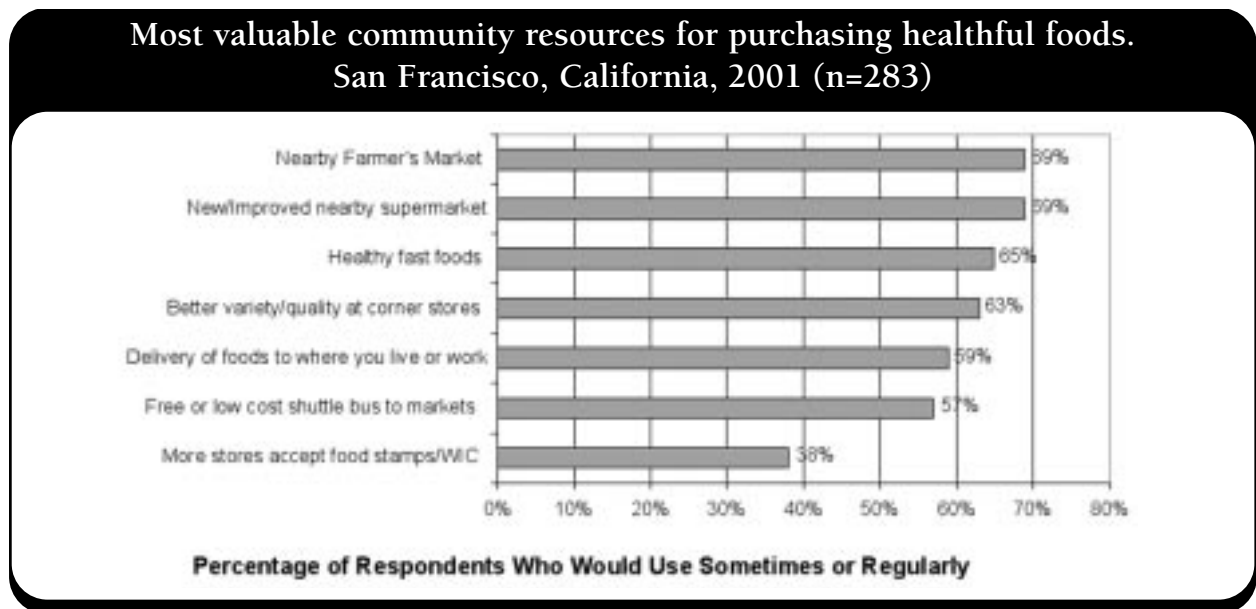 Most valuable community resources for purchasing healthful foods.
San Francisco, California, 2001 (n=283)
Nearby Farmer's Market 69%
New/Improved nearby supermarket 69%
Healthy fast foods 65%
Better variety/quality at corner stores 63%
Delivery of foods to where you live or work 59%
Free or low cost shuttle bus to markets 57%
More stores accept food stamps/WIC 38%
0% 10% 20% 30% 40% 50% 60% 70% 80%
Percentage of Respondents Who Would Use Sometimes or Regularly